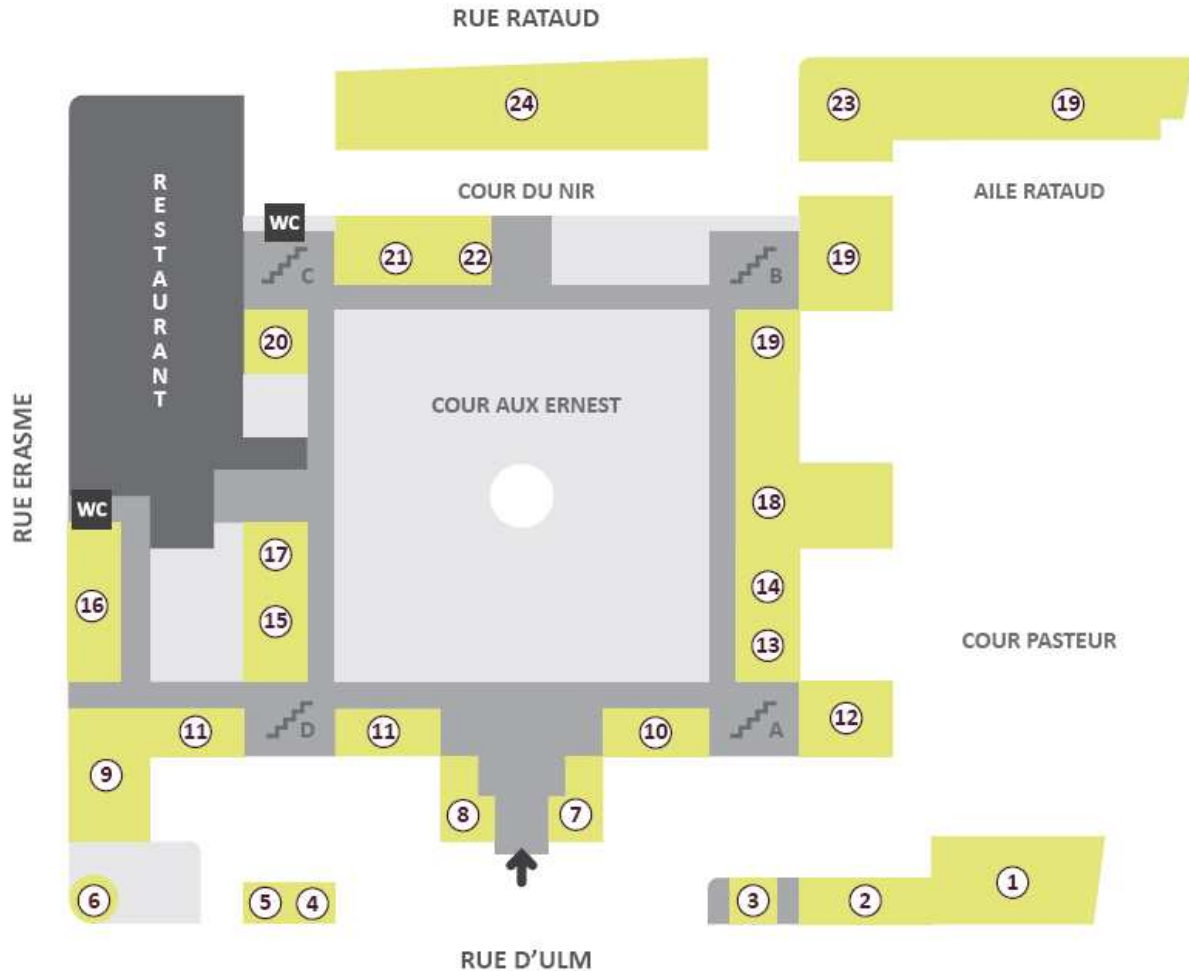 RUE RATAUD
24
23
19
RESTAURANT
COUR DU NIR
AILE RATAUD
WC
C
21
22
B
19
20
19
COUR AUX ERNEST
RUE ERASME
WC
18
17
14
16
15
13
COUR PASTEUR
11
D
11
10
A
12
9
8
7
6
5
4
3
2
1
RUE D'ULM